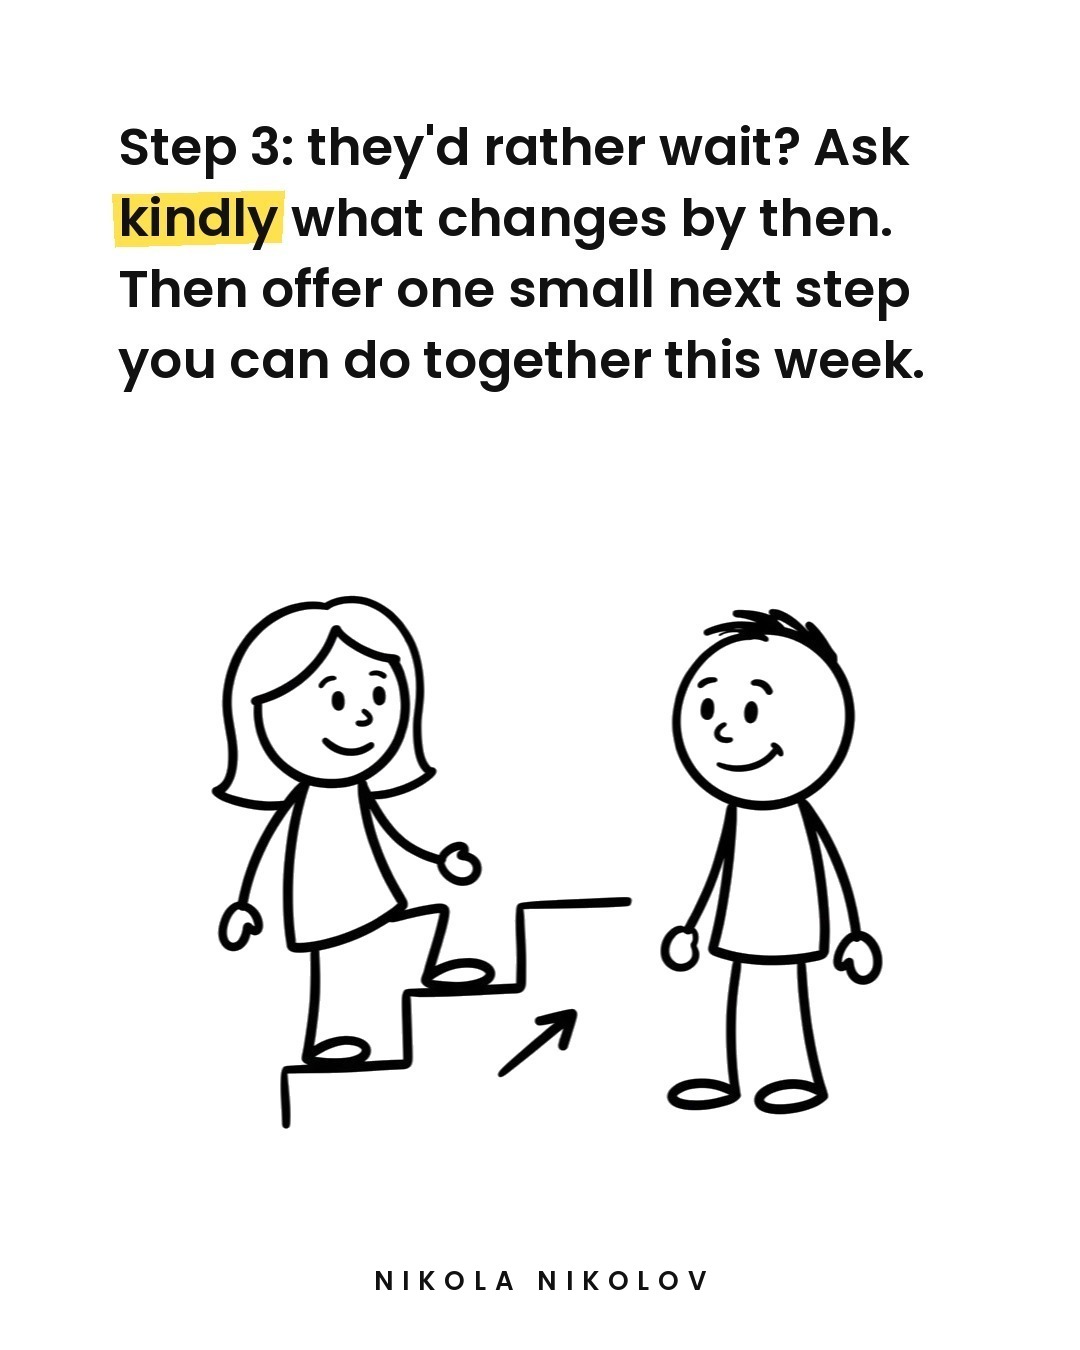 Step 3: they'd rather wait? Ask
kindly what changes by then.
Then offer one small next step
you can do together this week.
NIKOLA NIKOLOV